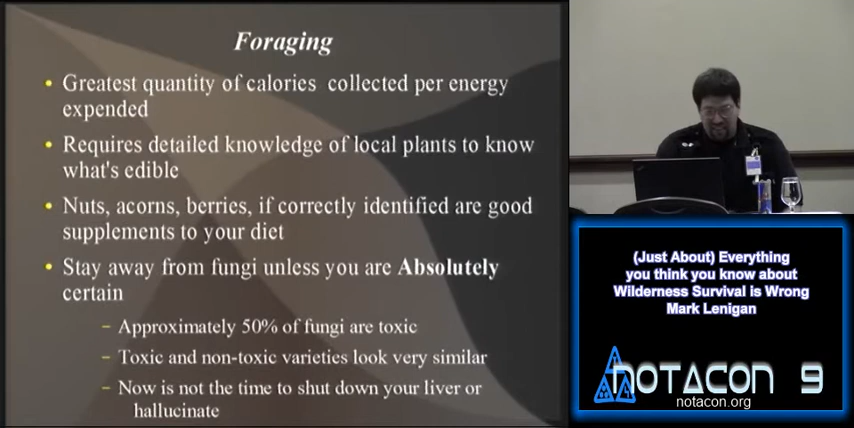 Foraging
• Greatest quantity of calories collected per energy
expended
• Requires detailed knowledge of local plants to know
what's edible
• Nuts, acorns, berries, if correctly identified are good
supplements to your diet
• Stay away from fungi unless you are Absolutely
certain
– Approximately 50% of fungi are toxic
– Toxic and non-toxic varieties look very similar
– Now is not the time to shut down your liver or
hallucinate
(Just About) Everything
you think you know about
Wilderness Survival is Wrong
Mark Lenigan
NOTACON 9
notacon.org